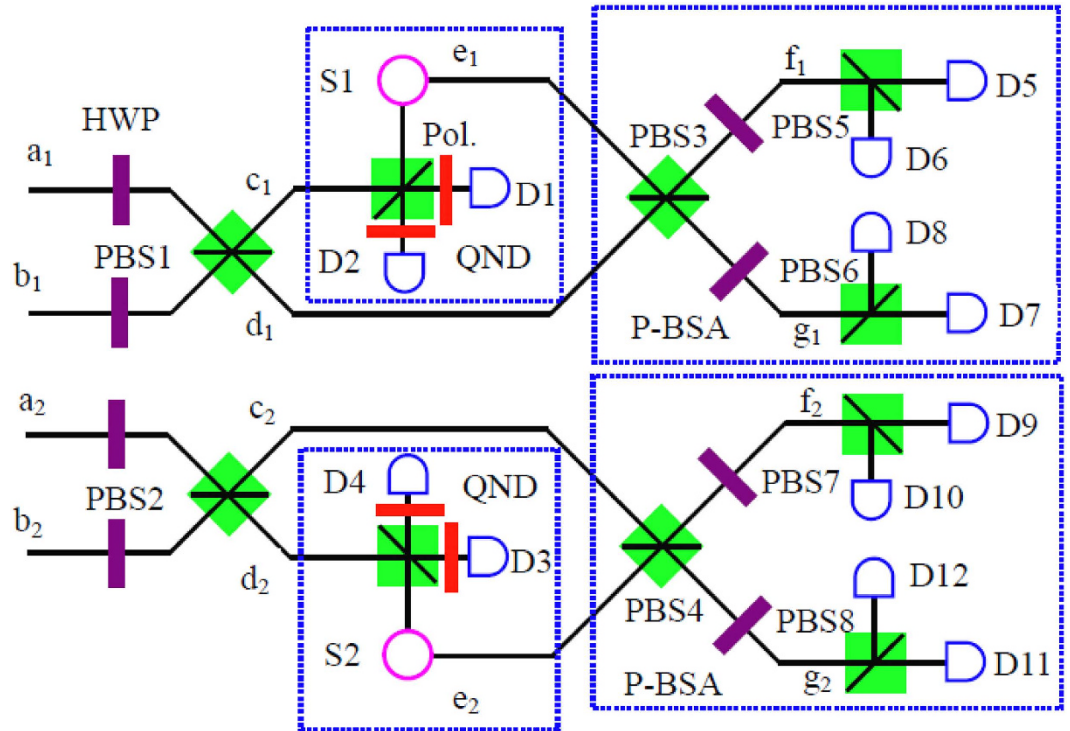 S1
e₁
f₁
D5
HWP
Pol.
PBS3
PBS5
a₁
c₁
D1
D6
D8
b₁
PBS1
D2
QND
PBS6
d₁
P-BSA
g₁
D7
a₂
c₂
f₂
D9
D4
QND
PBS7
PBS2
D10
b₂
D3
D12
d₂
PBS4
PBS8
S2
P-BSA
g₂
D11
e₂